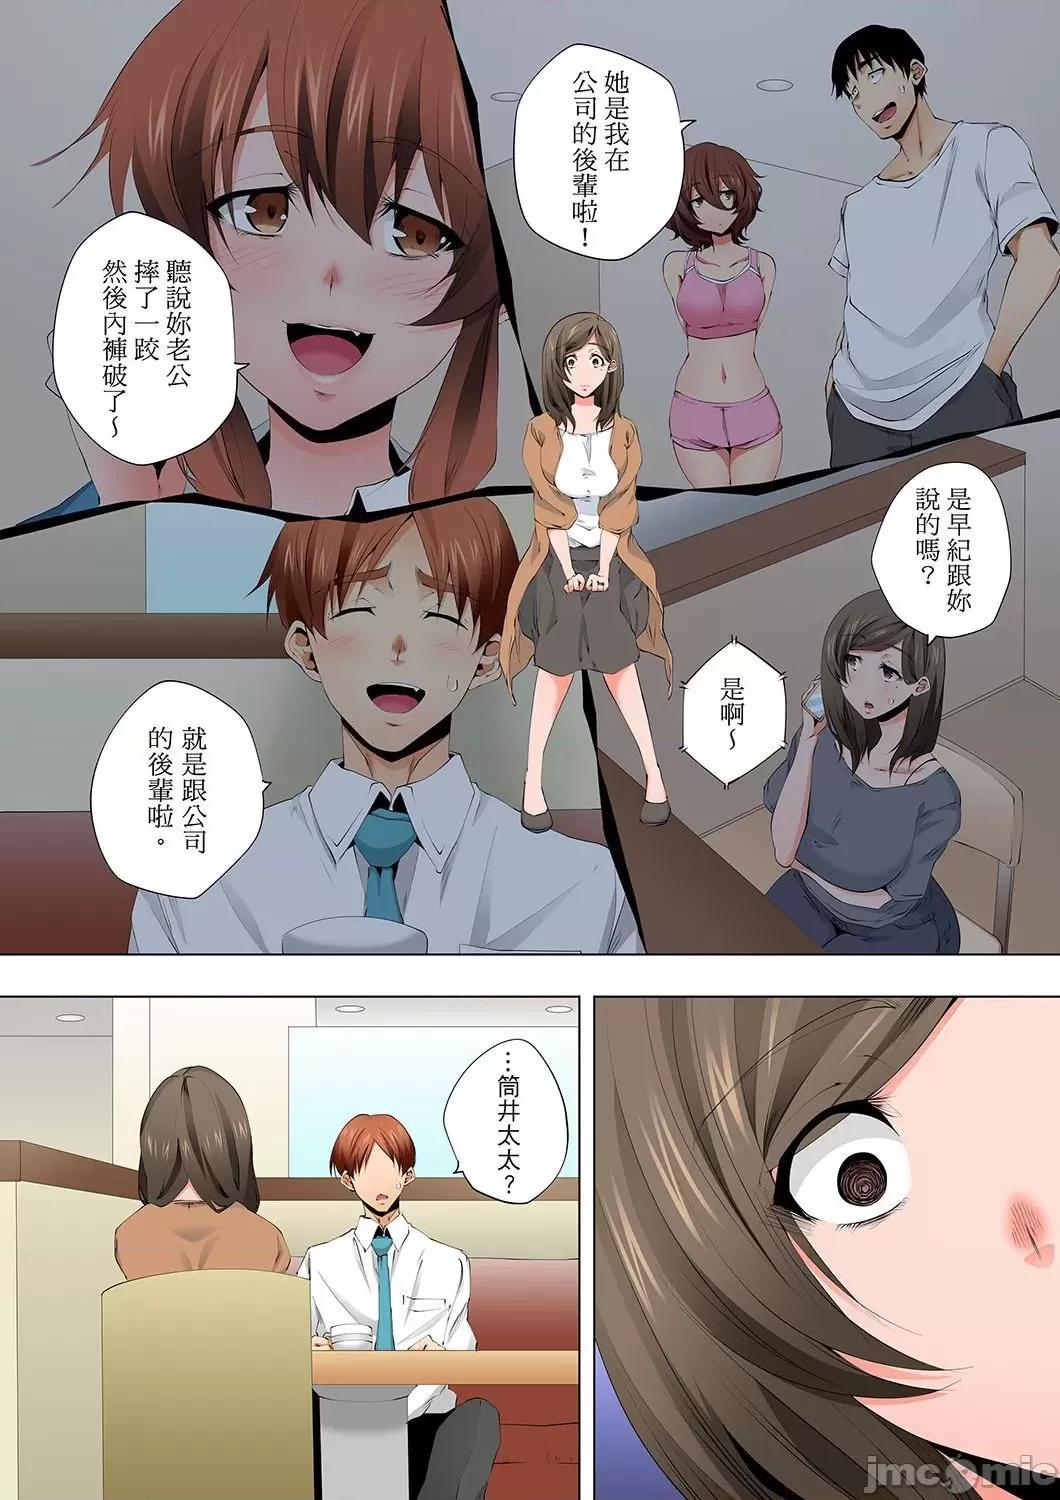 她是我在
公司的後輩啦！
聽說妳老公
摔了一跤
然後內褲破了～
是早紀跟妳
說的嗎？
是啊～
就是跟公司
的後輩啦。
…筒井太太？
jmcomic